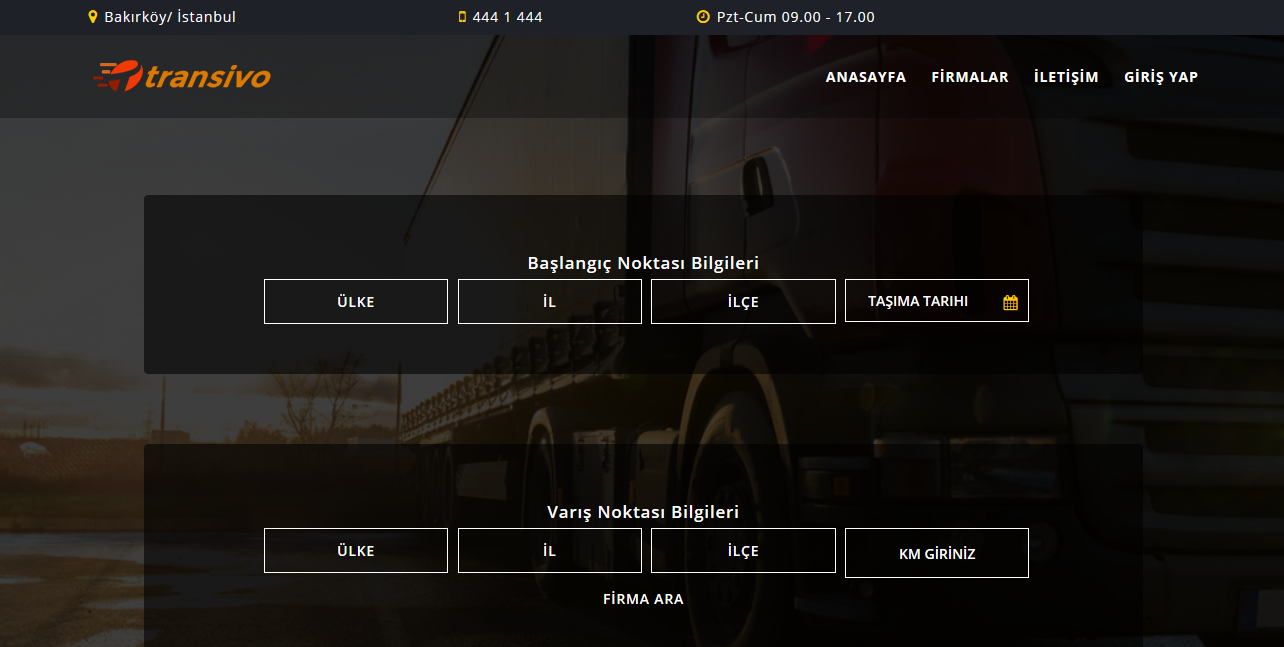 Bakırköy/ İstanbul 444 1 444 Pzt-Cum 09.00 - 17.00
transivo ANASAYFA FİRMALAR İLETİŞİM GİRİŞ YAP
Başlangıç Noktası Bilgileri
ÜLKE İL İLÇE TAŞIMA TARIHI
Varış Noktası Bilgileri
ÜLKE İL İLÇE KM GİRİNİZ
FİRMA ARA